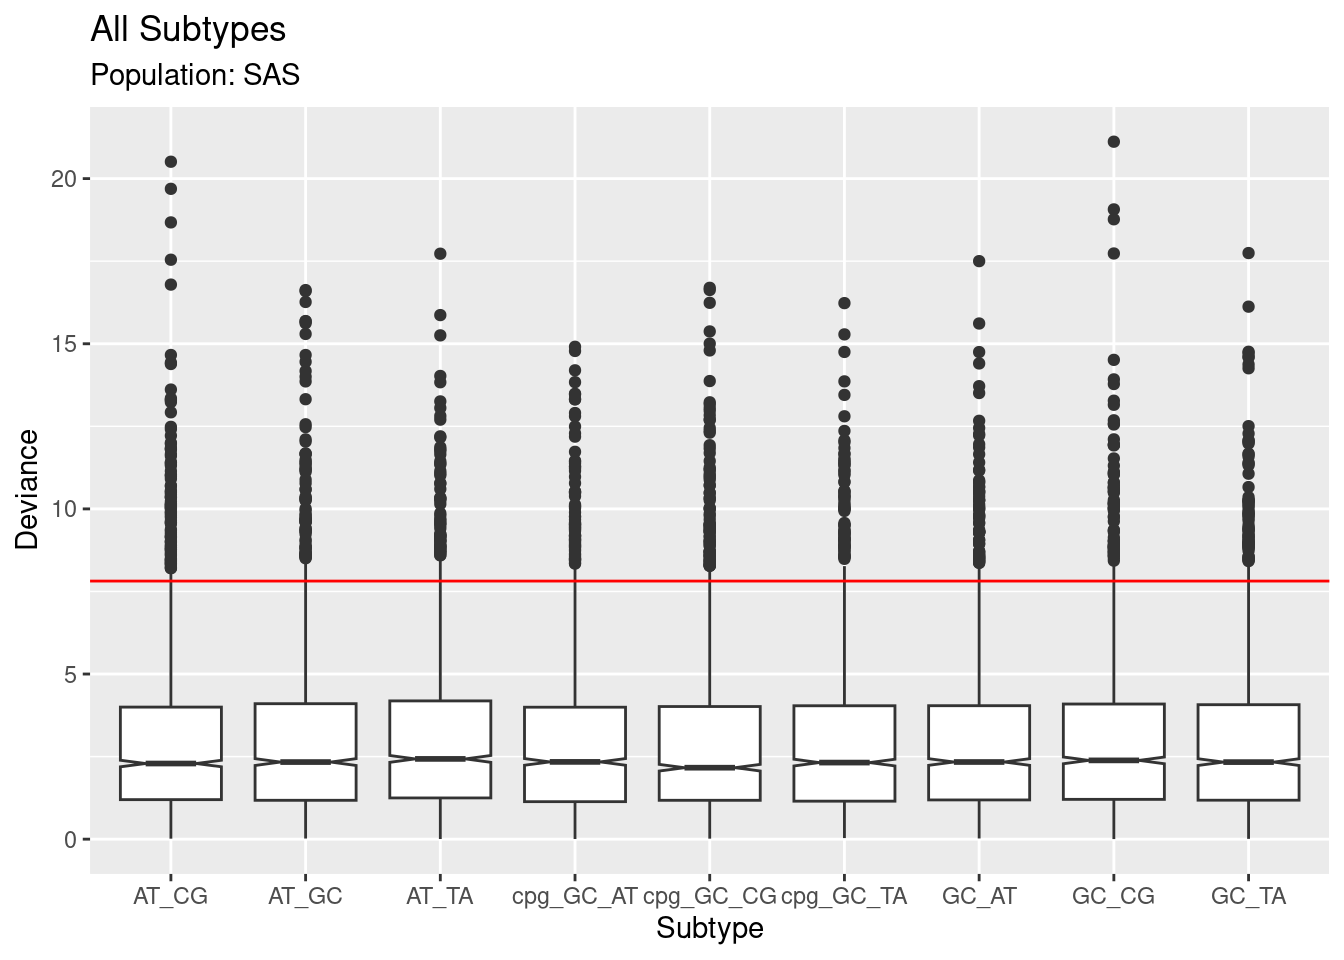 All Subtypes
Population: SAS
Deviance
20
15
10
5
0
AT_CG AT_GC AT_TA cpg_GC_AT cpg_GC_CG cpg_GC_TA GC_AT GC_CG GC_TA
Subtype